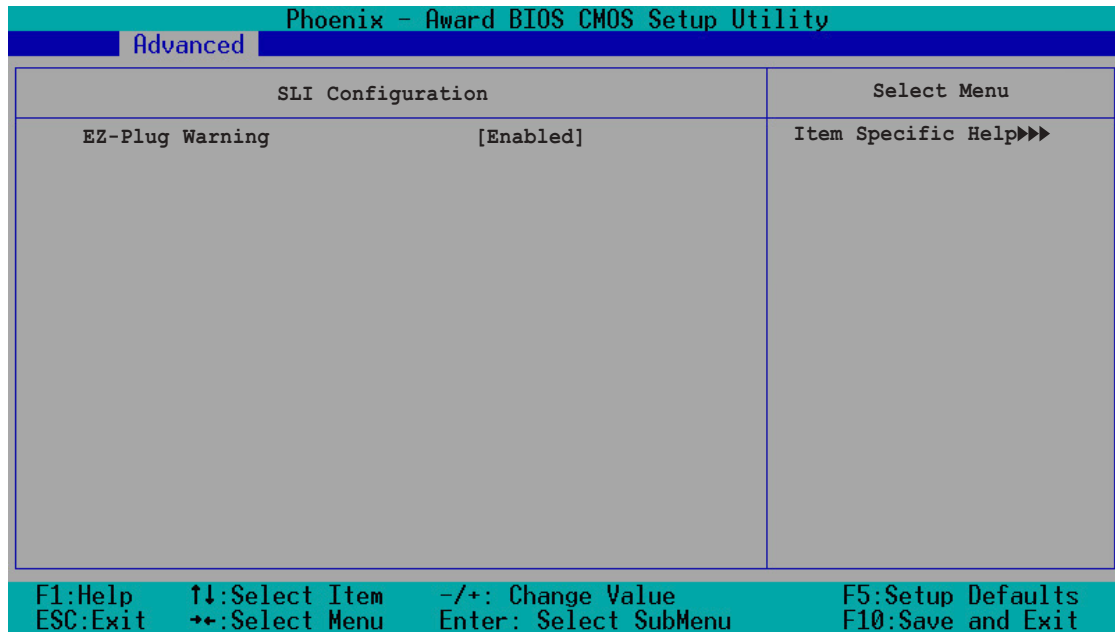 Phoenix - Award BIOS CMOS Setup Utility
Advanced
SLI Configuration
Select Menu
EZ-Plug Warning [Enabled]
Item Specific Help▶▶▶
F1:Help ↑↓:Select Item -/+: Change Value F5:Setup Defaults
ESC:Exit →←:Select Menu Enter: Select SubMenu F10:Save and Exit